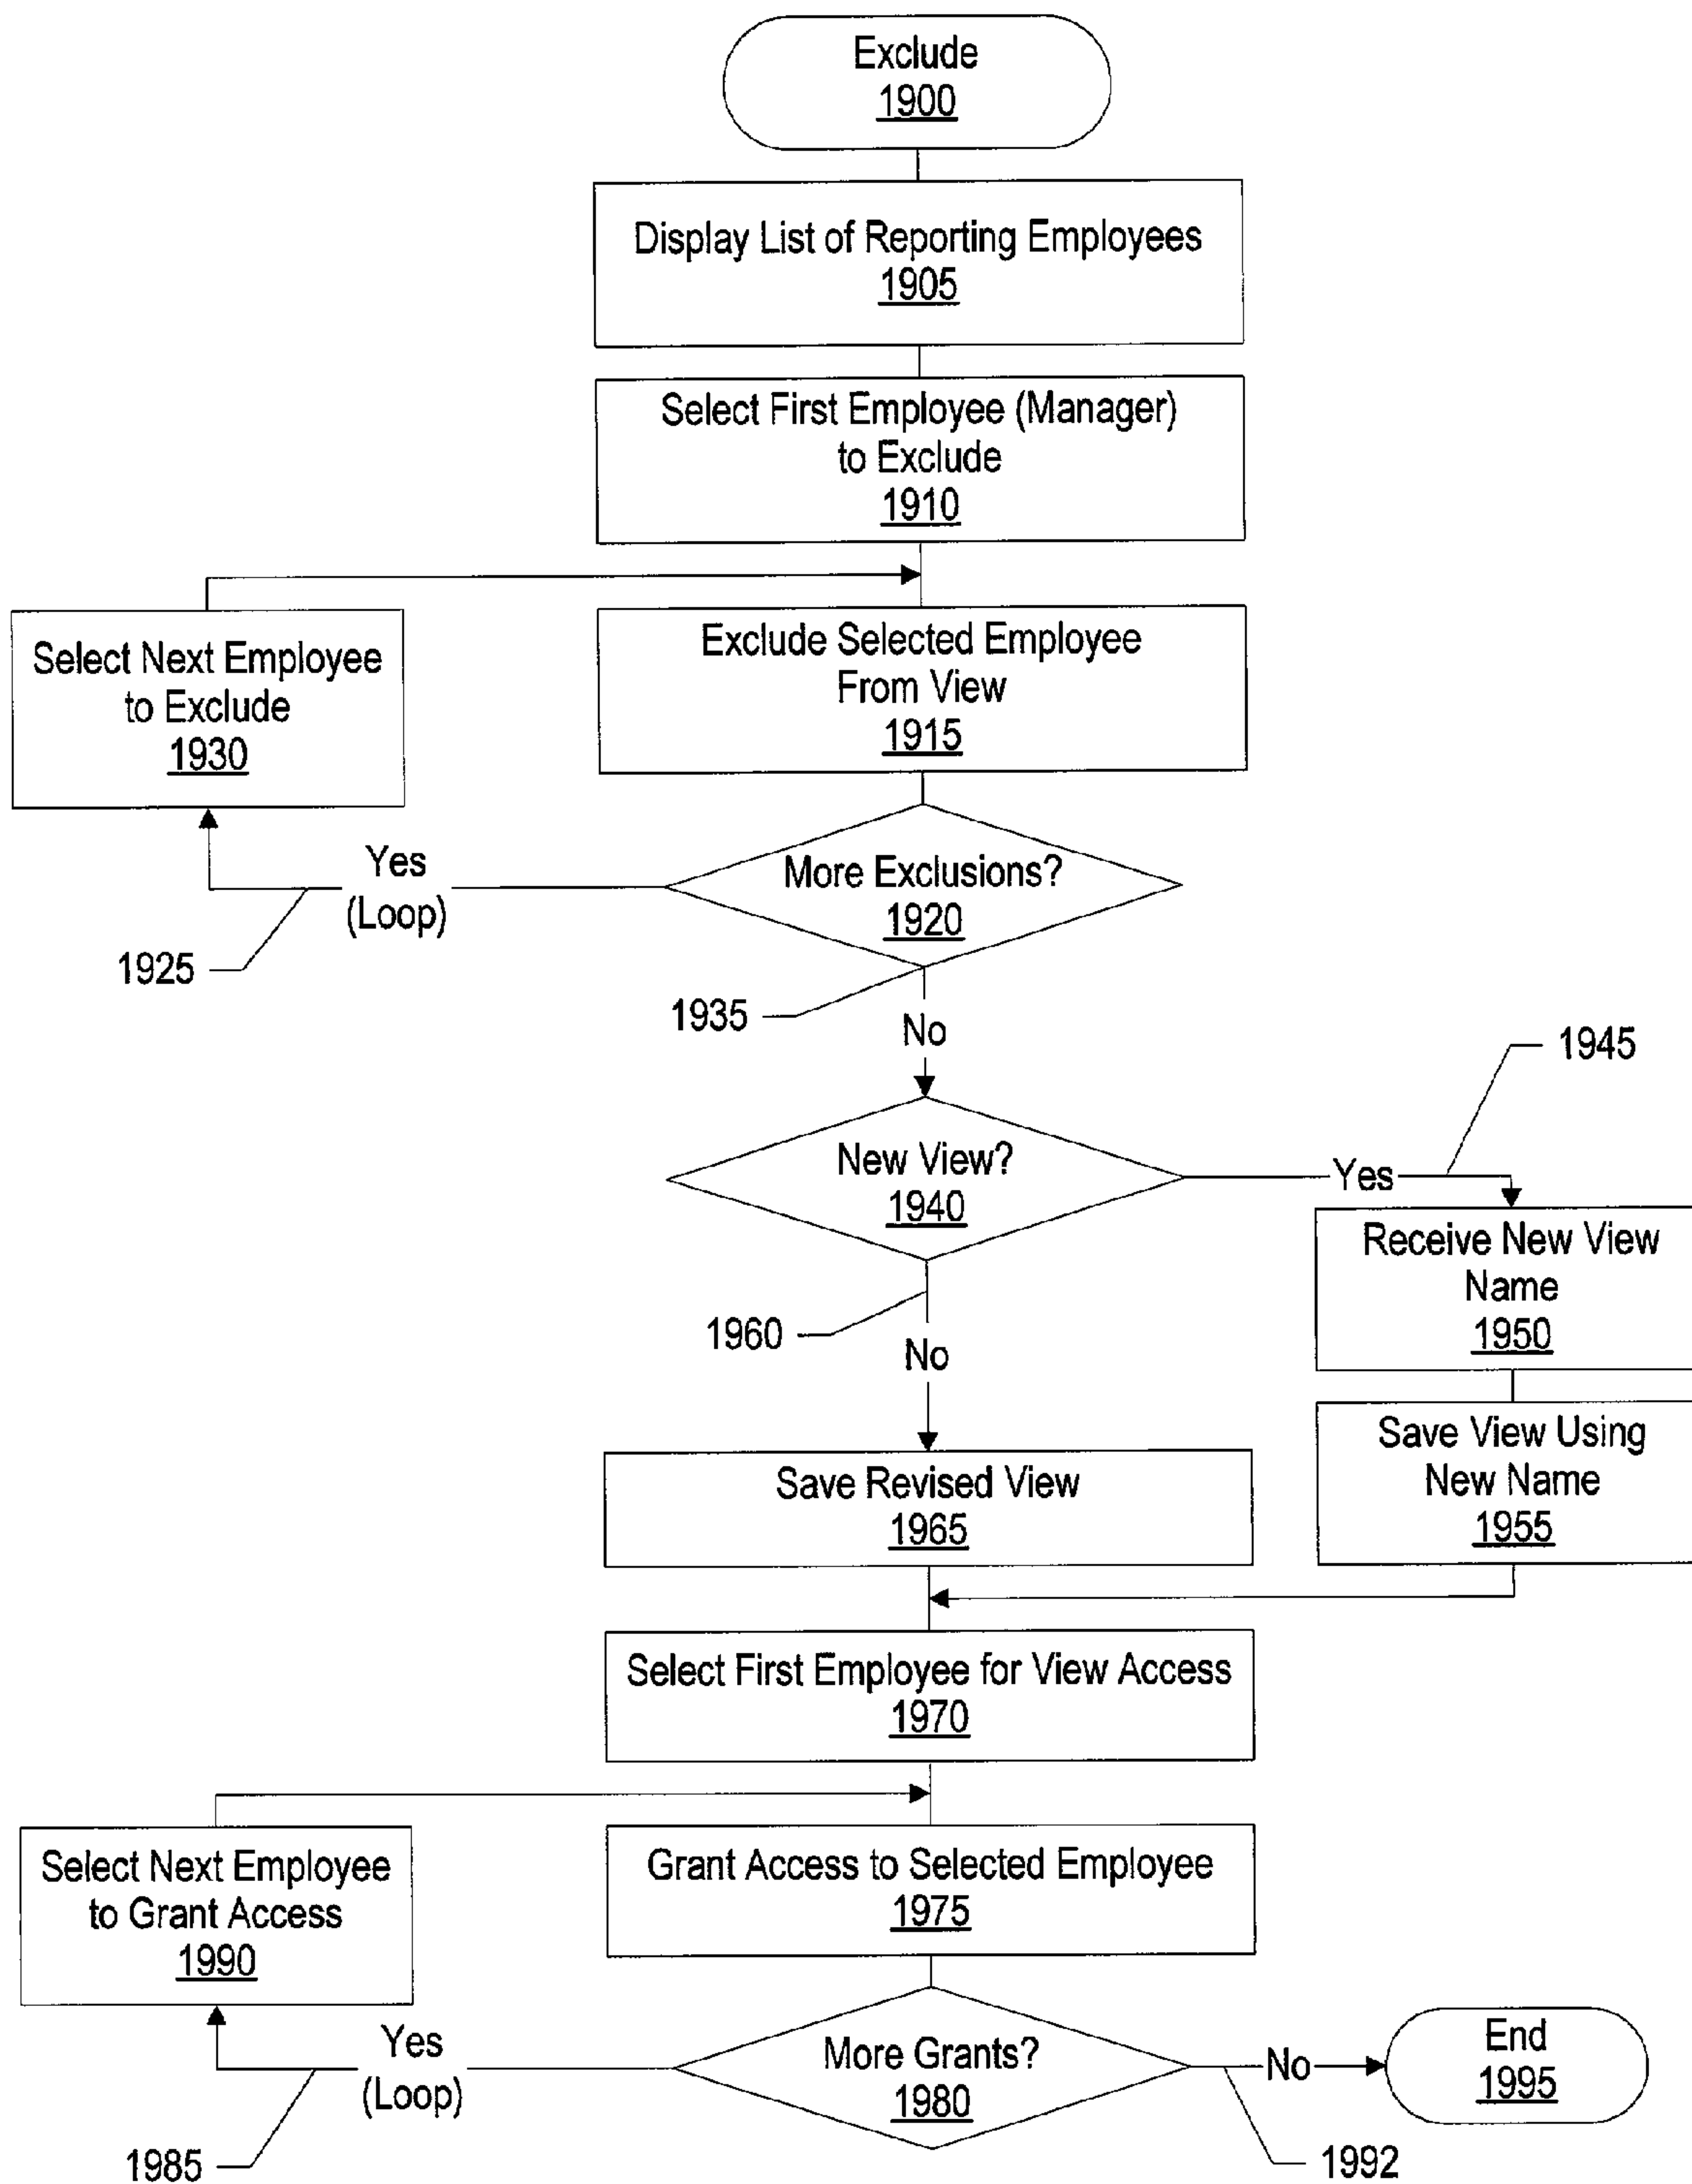 Exclude
1900
Display List of Reporting Employees
1905
Select First Employee (Manager)
to Exclude
1910
Select Next Employee
to Exclude
1930
Exclude Selected Employee
From View
1915
Yes
(Loop)
1925
More Exclusions?
1920
1935
No
1945
New View?
1940
Yes
Receive New View
Name
1950
1960
No
Save View Using
New Name
1955
Save Revised View
1965
Select First Employee for View Access
1970
Select Next Employee
to Grant Access
1990
Grant Access to Selected Employee
1975
Yes
(Loop)
1985
More Grants?
1980
No
1992
End
1995